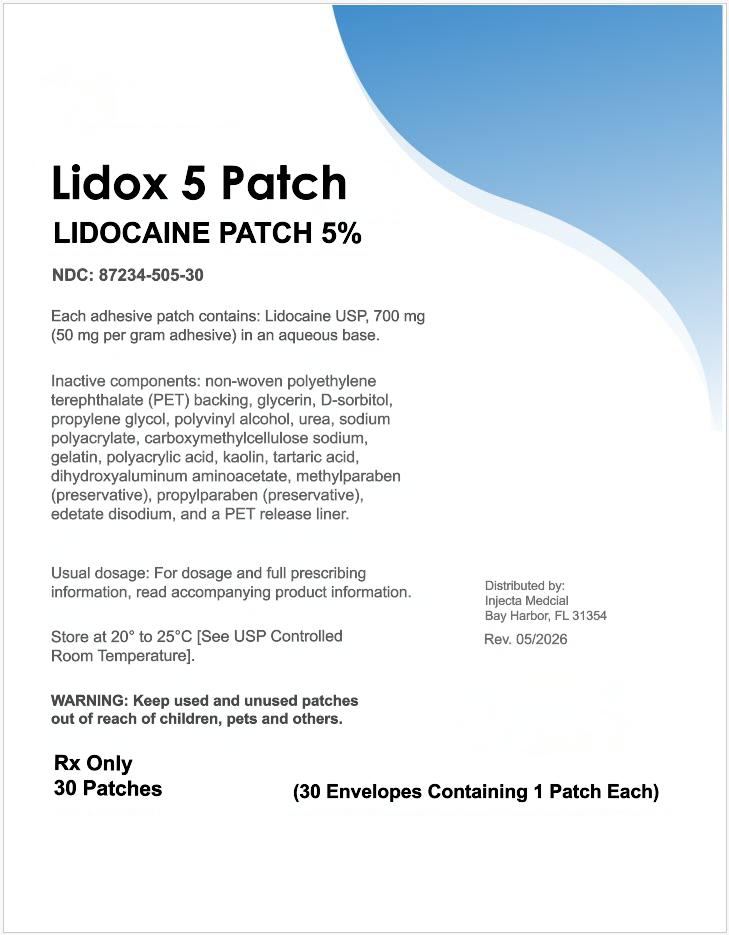 Lidox 5 Patch
LIDOCAINE PATCH 5%
NDC: 87234-505-30
Each adhesive patch contains: Lidocaine USP, 700 mg
(50 mg per gram adhesive) in an aqueous base.
Inactive components: non-woven polyethylene
terephthalate (PET) backing, glycerin, D-sorbitol,
propylene glycol, polyvinyl alcohol, urea, sodium
polyacrylate, carboxymethylcellulose sodium,
gelatin, polyacrylic acid, kaolin, tartaric acid,
dihydroxyaluminum aminoacetate, methylparaben
(preservative), propylparaben (preservative),
edetate disodium, and a PET release liner.
Usual dosage: For dosage and full prescribing
information, read accompanying product information.
Store at 20° to 25°C [See USP Controlled
Room Temperature].
WARNING: Keep used and unused patches
out of reach of children, pets and others.
Distributed by:
Injecta Medcial
Bay Harbor, FL 31354
Rev. 05/2026
Rx Only
30 Patches
(30 Envelopes Containing 1 Patch Each)